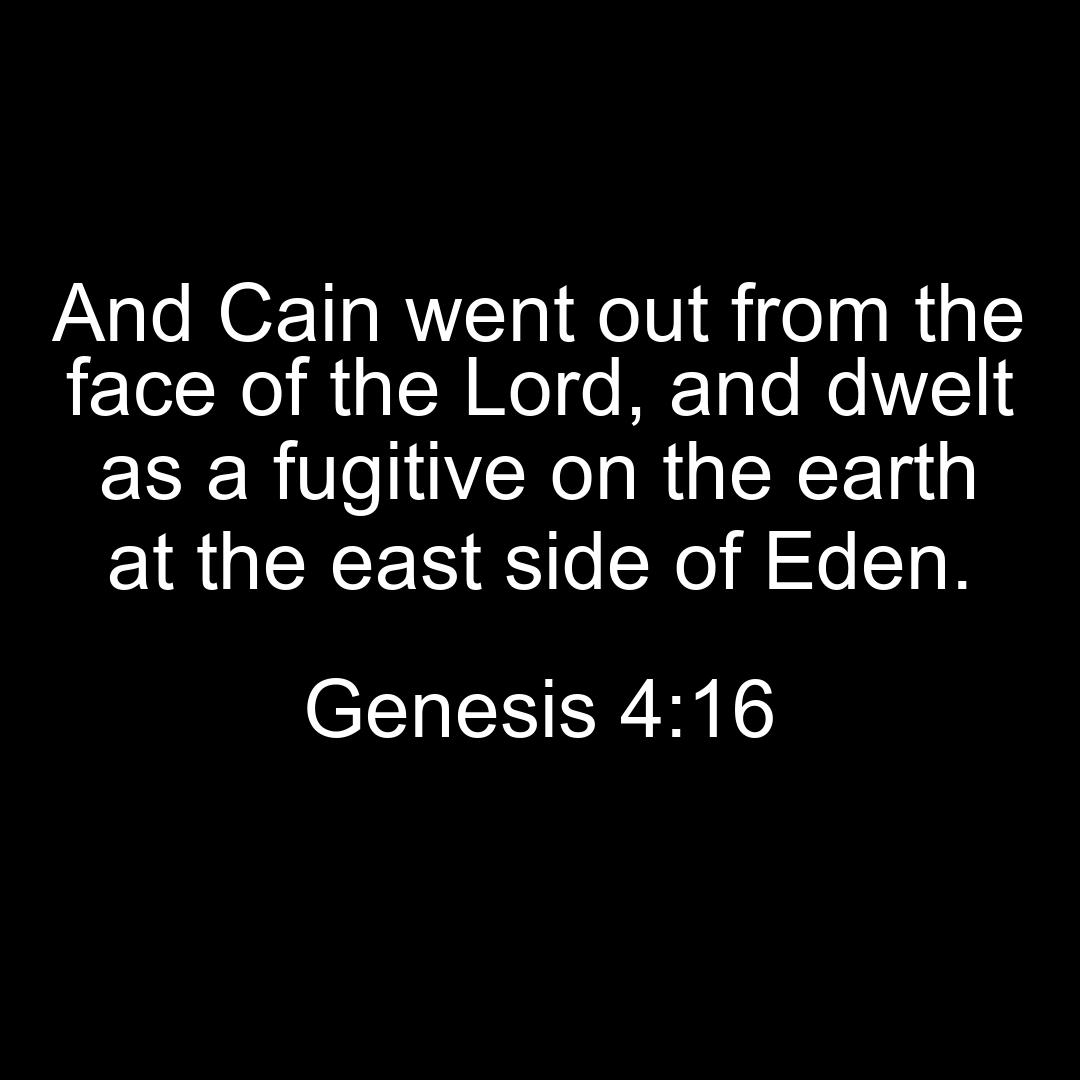 And Cain went out from the
face of the Lord, and dwelt
as a fugitive on the earth
at the east side of Eden.
Genesis 4:16